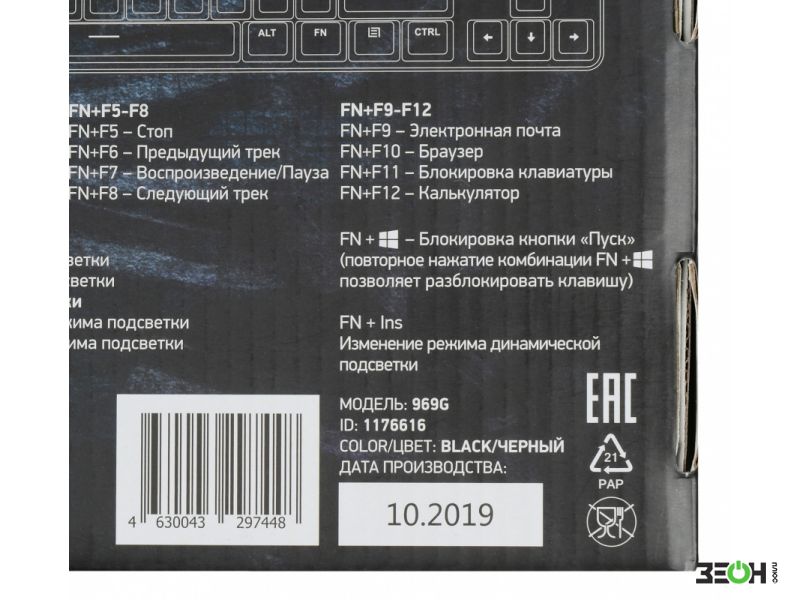 ALT FN CTRL
FN+F5-F8
FN+F5 – Стоп
FN+F6 – Предыдущий трек
FN+F7 – Воспроизведение/Пауза
FN+F8 – Следующий трек
FN+F9-F12
FN+F9 – Электронная почта
FN+F10 – Браузер
FN+F11 – Блокировка клавиатуры
FN+F12 – Калькулятор
FN + – Блокировка кнопки «Пуск»
(повторное нажатие комбинации FN +
позволяет разблокировать клавишу)
FN + Ins
Изменение режима динамической
подсветки
ветки
светки
ки
жима подсветки
има подсветки
МОДЕЛЬ: 969G
ID: 1176616
COLOR/ЦВЕТ: BLACK/ЧЕРНЫЙ
ДАТА ПРОИЗВОДСТВА:
10.2019
4 630043 297448
EAC
21
PAP
ЗЕОН